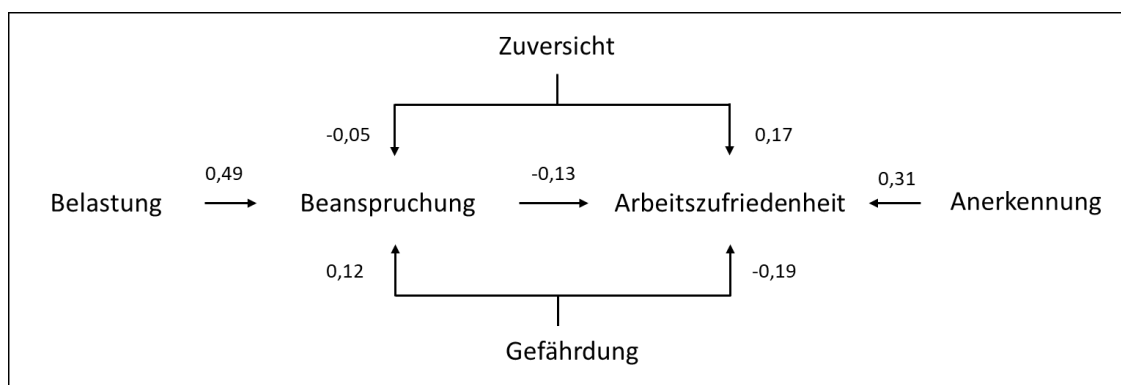 Zuversicht
-0,05
0,17
0,49
-0,13
0,31
Belastung
Beanspruchung
Arbeitszufriedenheit
Anerkennung
0,12
-0,19
Gefährdung